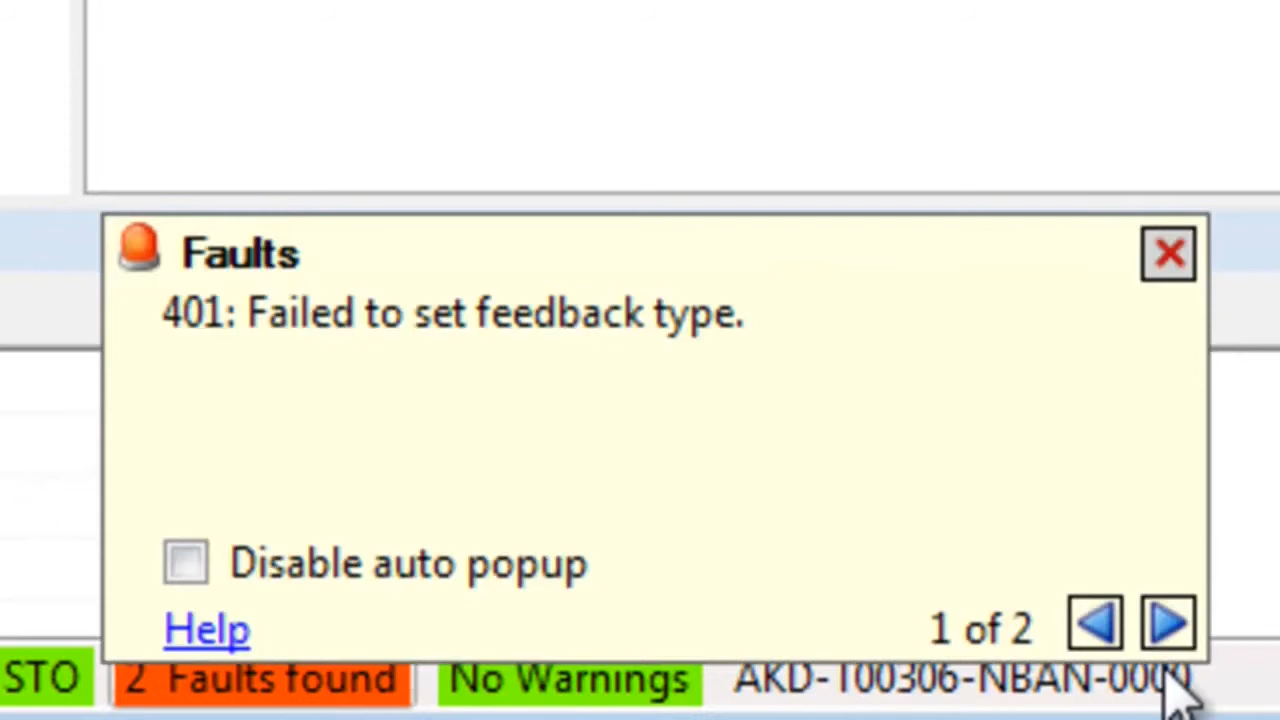 Faults
401: Failed to set feedback type.
Disable auto popup
Help
1 of 2
STO
2 Faults found
No Warnings
AKD-T00306-NBAN-0000